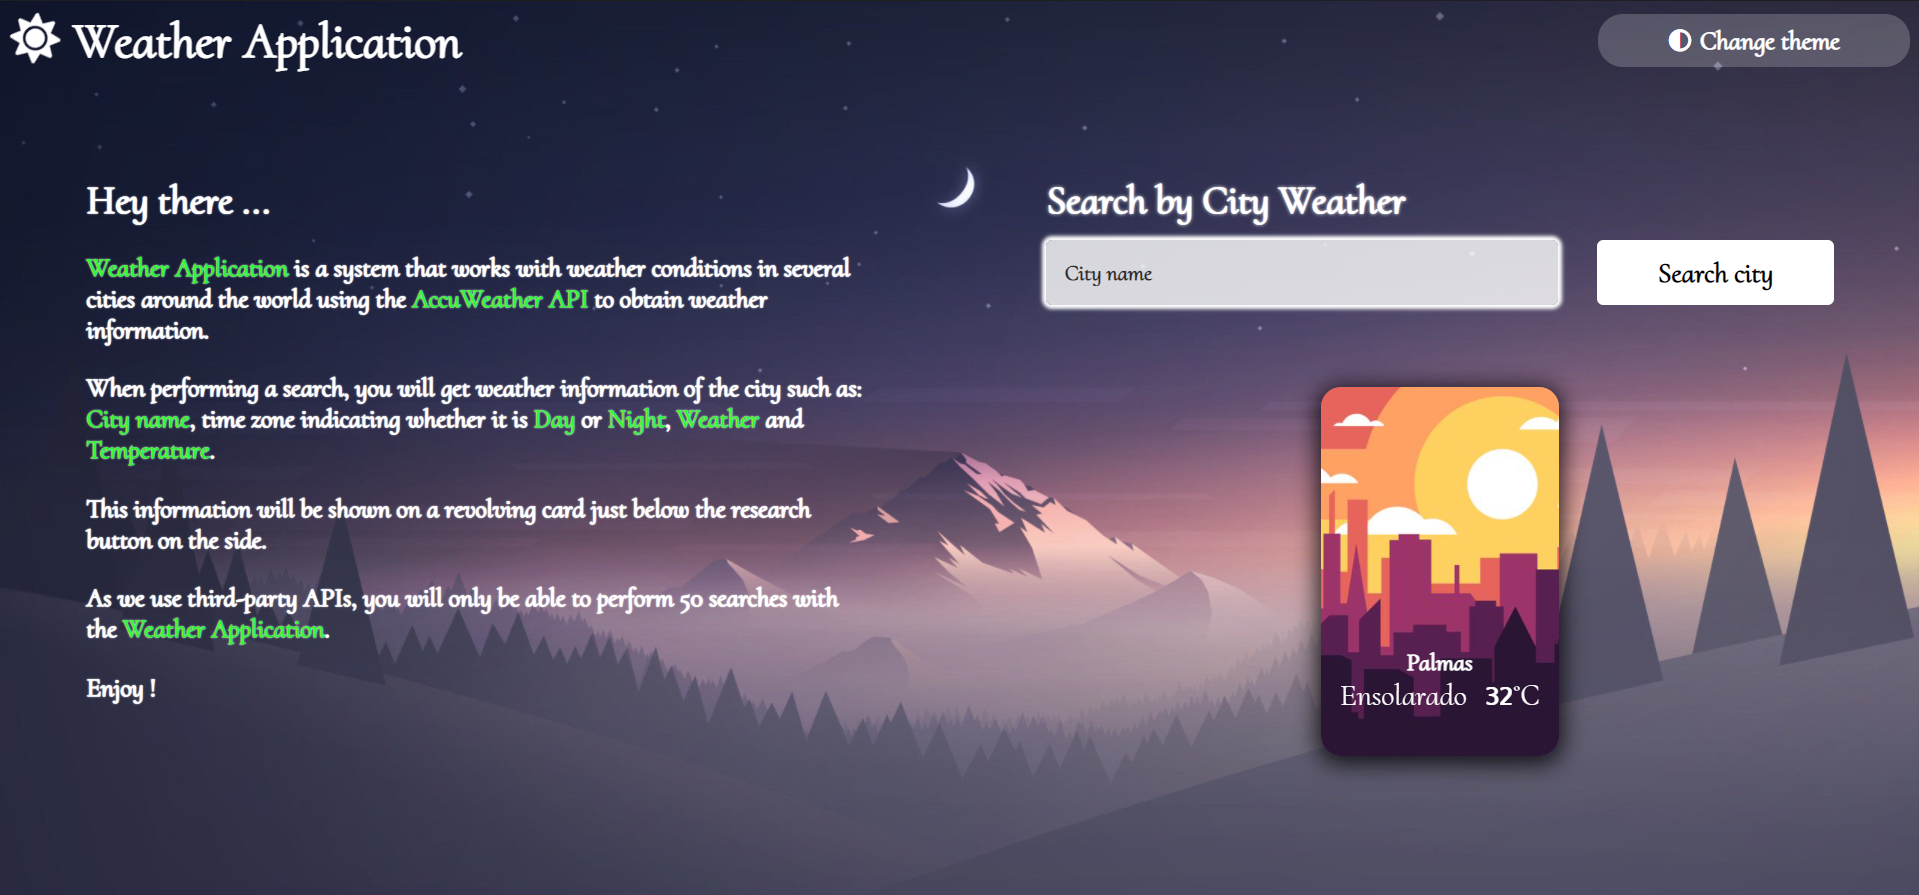 Weather Application
Change theme
Hey there ...
Weather Application is a system that works with weather conditions in several
cities around the world using the AccuWeather API to obtain weather
information.
When performing a search, you will get weather information of the city such as:
City name, time zone indicating whether it is Day or Night, Weather and
Temperature.
This information will be shown on a revolving card just below the research
button on the side.
As we use third-party APIs, you will only be able to perform 50 searches with
the Weather Application.
Enjoy !
Search by City Weather
City name
Search city
Palmas
Ensolarado 32°C